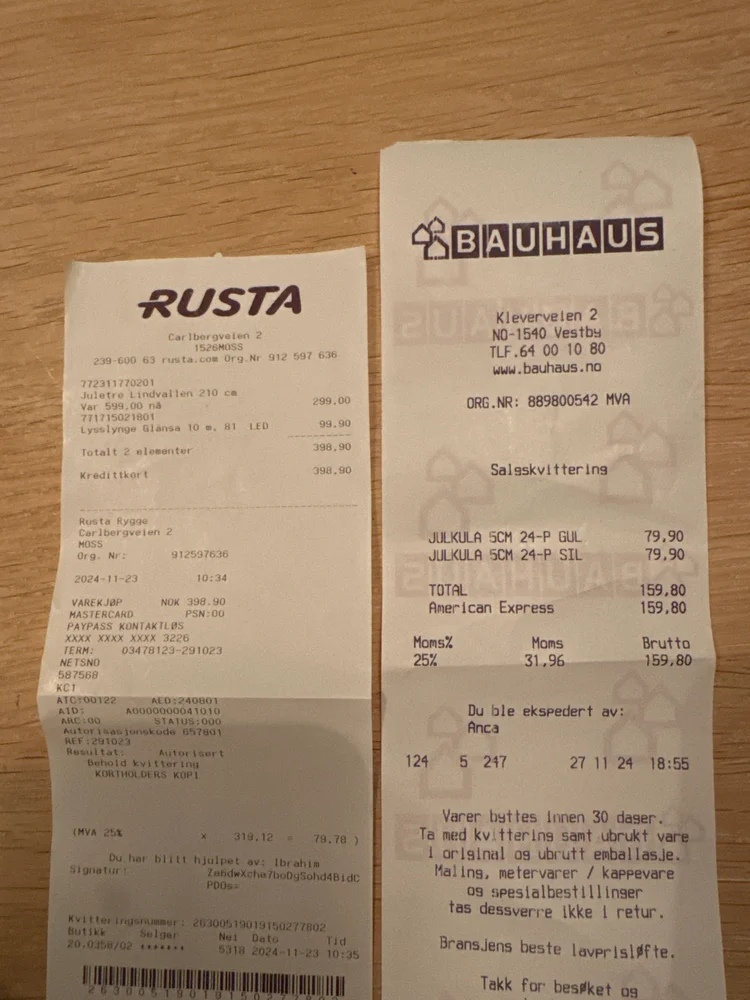 RUSTA
Carlbergveien 2
1526MOSS
239-600 63 rusta.com Org.Nr 912 597 636
772311770201
Juletre Lindvallen 210 cm
Var 599,00 nå 299.00
771715021801
Lysslynge Glansa 10 m, 81 LED 99.90
Totalt 2 elementer 398,90
Kredittkort 398,90
Rusta Rygge
Carlbergveien 2
MOSS
Org. Nr: 912597636
2024-11-23 10:34
VAREKJØP NOK 398.90
MASTERCARD PSN:00
PAYPASS KONTAKTLØS
XXXX XXXX XXXX 3226
TERM: 03478123-291023
NETSNO
587568
KC1
ATC:00122 AED:240801
AID: A0000000041010
ARC:00 STATUS:000
Autorisasjonskode 657801
REF:291023
Resultat: Autorisert
Behold kvittering
KORTHOLDERS KOPI
(MVA 25% x 319,12 = 79,78 )
Du har blitt hjulpet av: Ibrahim
Signatur:
PDOs=
Kvitteringsnummer: 26300519019150277802
Butikk Selger Nei Dato Tid
20.0358/02 ******* 5318 2024-11-23 10:35
BAUHAUS
Kleverveien 2
NO-1540 Vestby
TLF.64 00 10 80
www.bauhaus.no
ORG.NR: 889800542 MVA
Salgskvittering
JULKULA 5CM 24-P GUL 79,90
JULKULA 5CM 24-P SIL 79,90
TOTAL 159,80
American Express 159,80
Moms% Moms Brutto
25% 31,96 159,80
Du ble ekspedert av:
Anca
124 5 247 27 11 24 18:55
Varer byttes innen 30 dager.
Ta med kvittering samt ubrukt vare
i original og ubrutt emballasje.
Maling, metervarer / kappevare
og spesialbestillinger
tas dessverre ikke i retur.
Bransjens beste lavprisløfte.
Takk for besøket og